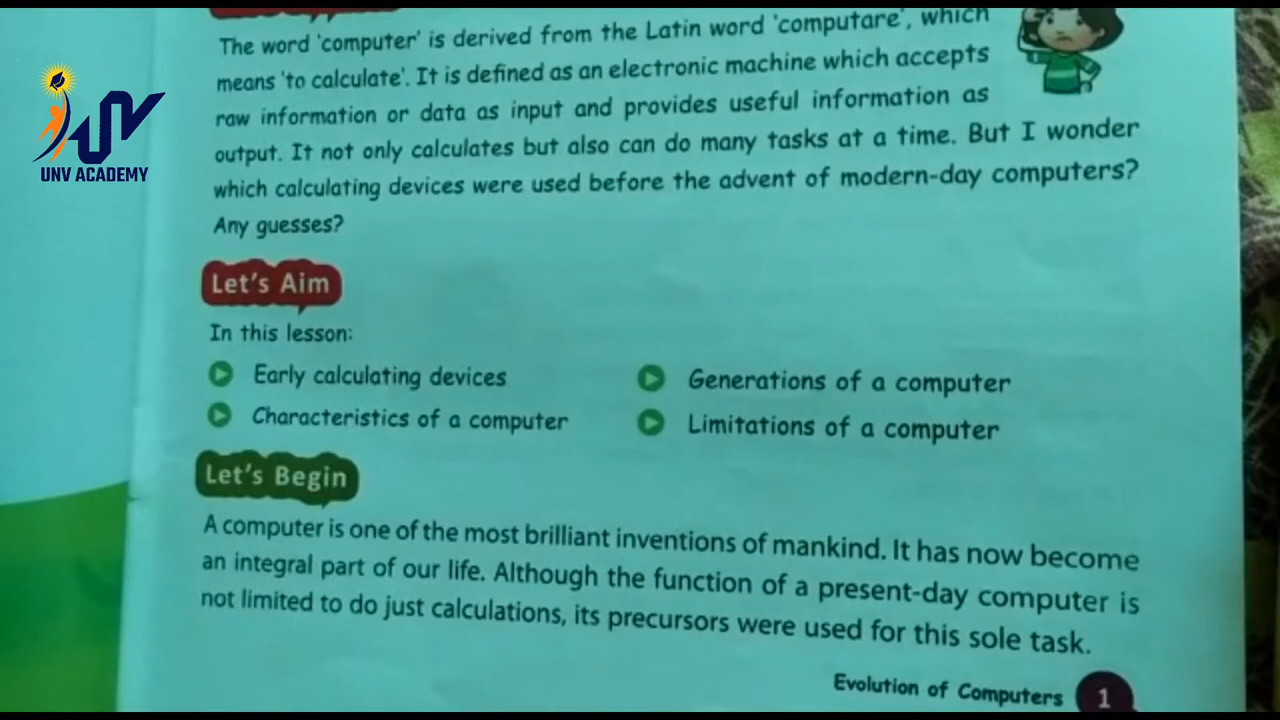 The word 'computer' is derived from the Latin word 'computare', which
means 'to calculate'. It is defined as an electronic machine which accepts
raw information or data as input and provides useful information as
output. It not only calculates but also can do many tasks at a time. But I wonder
which calculating devices were used before the advent of modern-day computers?
Any guesses?
UNV ACADEMY
Let's Aim
In this lesson:
Early calculating devices
Generations of a computer
Characteristics of a computer
Limitations of a computer
Let's Begin
A computer is one of the most brilliant inventions of mankind. It has now become
an integral part of our life. Although the function of a present-day computer is
not limited to do just calculations, its precursors were used for this sole task.
Evolution of Computers 1